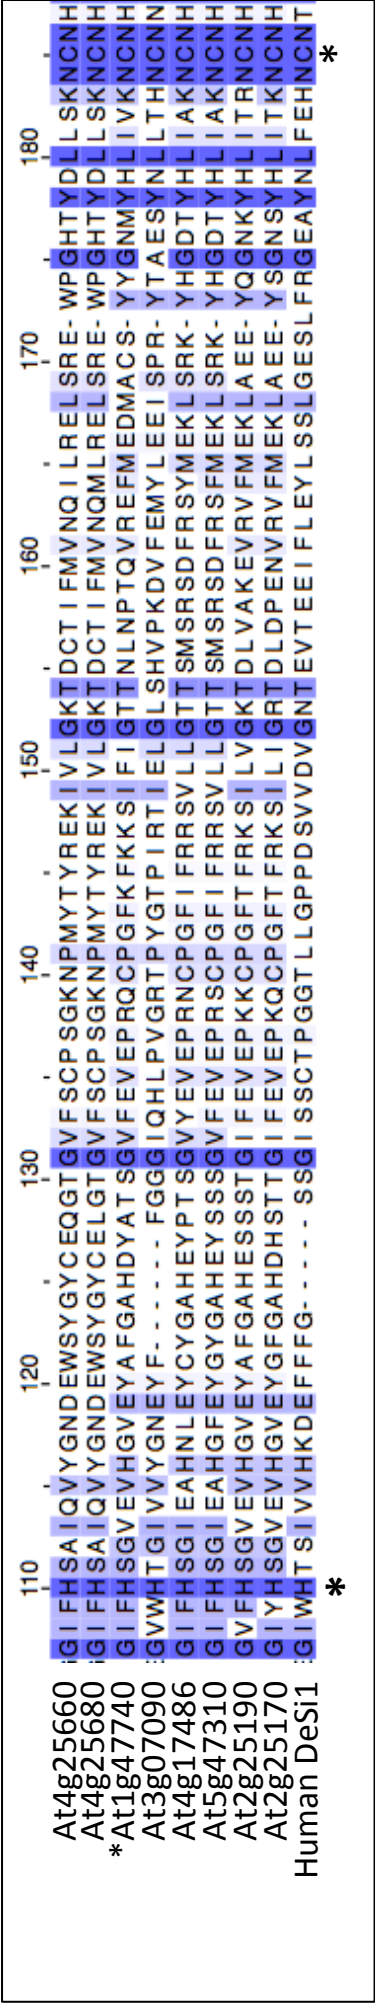 110 120 130 140 150 160 170 180
At4g25660 GIFHSAIQVYGNDEWSYGYCEQGTGVFSCPSGKNPMYTYREKIVLGKTDCTIFMVNQILRELSRE-WPGHTYDLLSKNCNH
At4g25680 GIFHSAIQVYGNDEWSYGYCELGTGVFSCPSGKNPMYTYREKIVLGKTDCTIFMVNQMLRELSRE-WPGHTYDLLSKNCNH
*At1g47740 GIFHSGVEVHGVEYAFGAHDYATSGVFEVEPRQCPGFKFKKSIFIGTTNLNPTQVREFMEDMACS-YYGNMYHLIVKNCNH
At3g07090 GVWHTGIVVYGNEYF------FGGGIQHLPVGRTPYGTPIRTIELGLSHVPKDVFEMYLEEISPR-YTAESYNLLTHNCNN
At4g17486 GIFHSGIEAHNLEYCYGAHEYPTSGVYEVEPRNCPGFIFRRSVLLGTTSMSRSDFRSYMEKLSRK-YHGDTYHLIAKNCNH
At5g47310 GIFHSGIEAHGFEYGYGAHEYSSSGVFEVEPRSCPGFIFRRSVLLGTTSMSRSDFRSFMEKLSRK-YHGDTYHLIAKNCNH
At2g25190 GVFHSGVEVHGVEYAFGAHESSSTGIFEVEPKKCPGFTFRKSILVGKTDLVAKEVRVFMEKLAEE-YQGNKYHLITRNCNH
At2g25170 GIYHSGVEVHGVEYGFGAHDHSTTGIFEVEPKQCPGFTFRKSILIGRTDLDPENVRVFMEKLAEE-YSGNSYHLITKNCNH
Human DeSi1 GIWHTSIVVHKDEFFFG-----SSGISSCTPGGTLLGPPDSVVDVGNTEVTEEIFLEYLSSLGESLFRGEAYNLFEHNCNT
* *